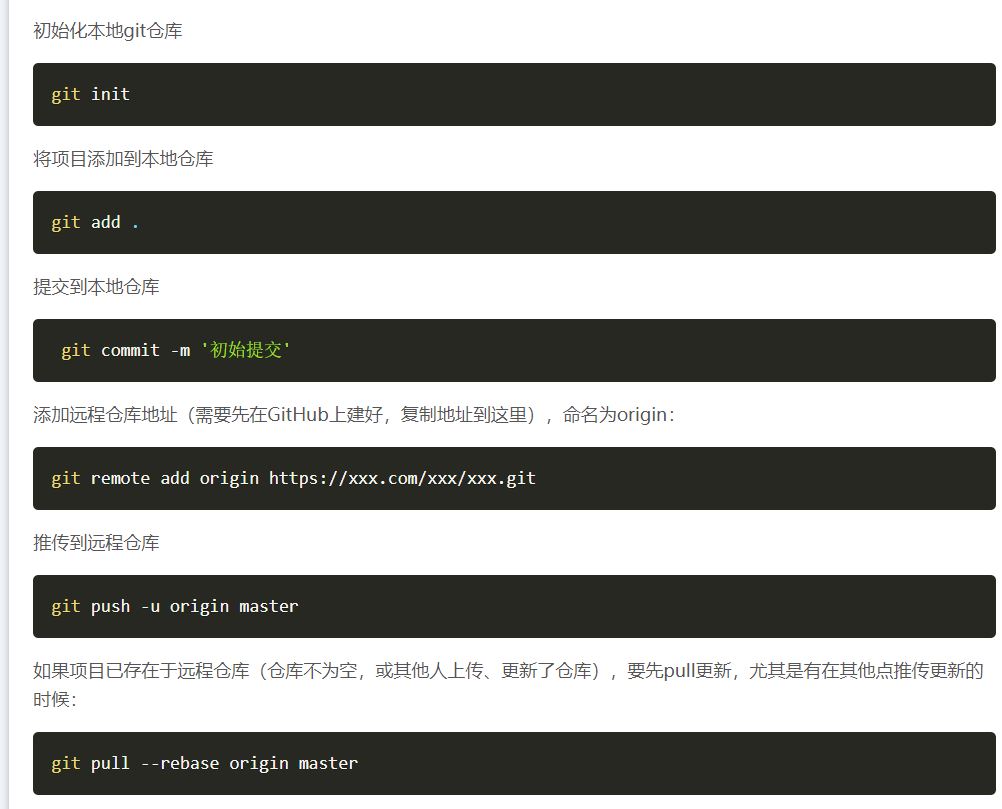 初始化本地git仓库
git init
将项目添加到本地仓库
git add .
提交到本地仓库
git commit -m '初始提交'
添加远程仓库地址（需要先在GitHub上建好，复制地址到这里），命名为origin：
git remote add origin https://xxx.com/xxx/xxx.git
推传到远程仓库
git push -u origin master
如果项目已存在于远程仓库（仓库不为空，或其他人上传、更新了仓库），要先pull更新，尤其是有在其他点推传更新的
时候：
git pull --rebase origin master